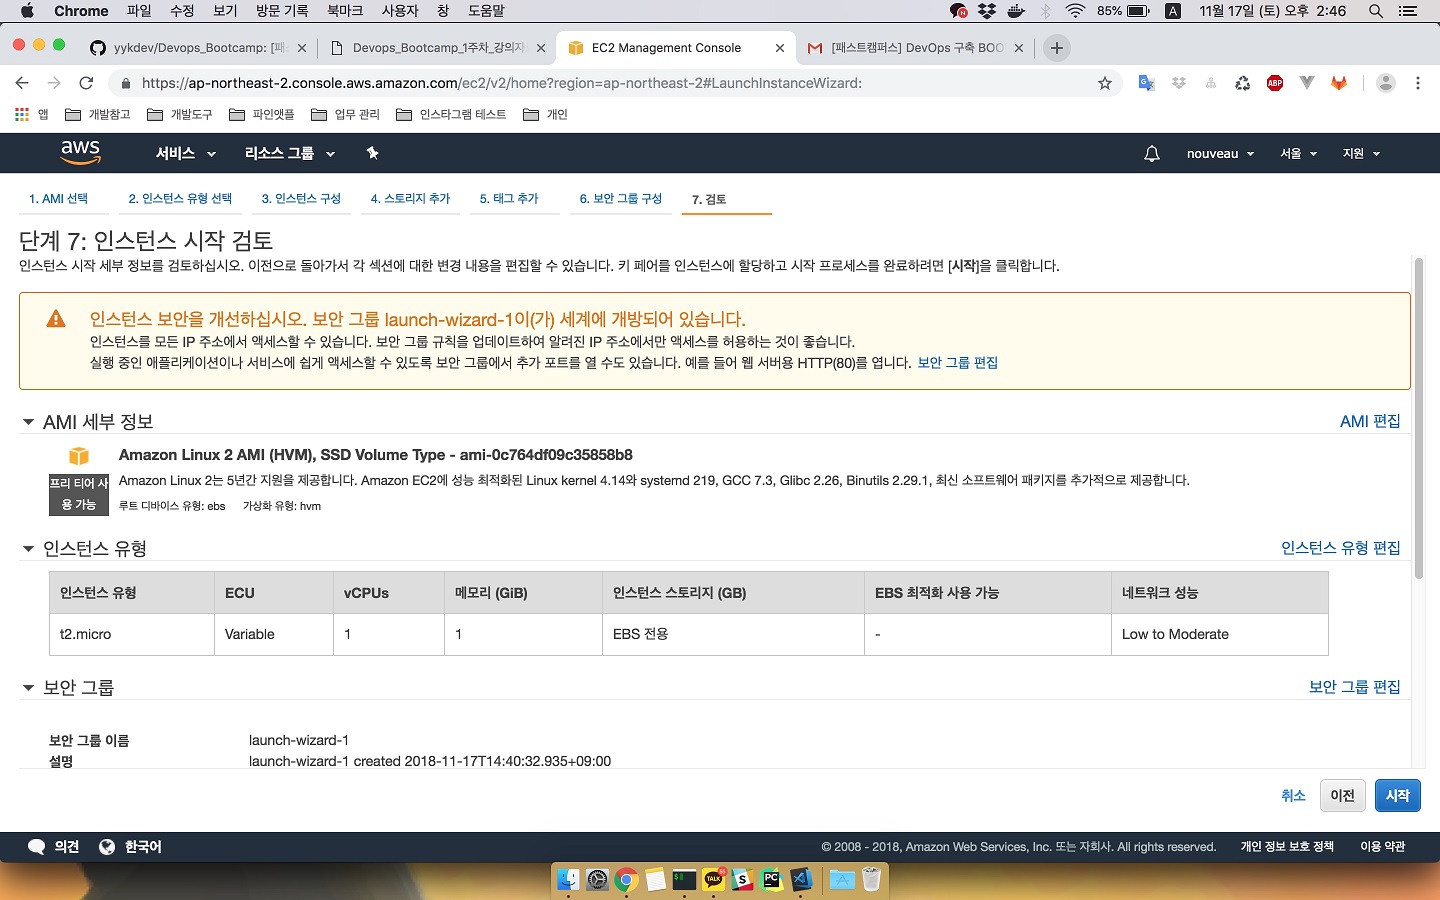 Chrome 파일 수정 보기 방문 기록 북마크 사용자 창 도움말 85% A 11월 17일 (토) 오후 2:46
yykdev/Devops_Bootcamp: [패 Devops_Bootcamp_1주차_강의자 EC2 Management Console [패스트캠퍼스] DevOps 구축 BOO
https://ap-northeast-2.console.aws.amazon.com/ec2/v2/home?region=ap-northeast-2#LaunchInstanceWizard: ABP
앱 개발참고 개발도구 파인앳플 업무 관리 인스타그램 테스트 개인
aws 서비스 리소스 그룹 nouveau 서울 지원
1. AMI 선택 2. 인스턴스 유형 선택 3. 인스턴스 구성 4. 스토리지 추가 5. 태그 추가 6. 보안 그룹 구성 7. 검토
단계 7: 인스턴스 시작 검토
인스턴스 시작 세부 정보를 검토하십시오. 이전으로 돌아가서 각 섹션에 대한 변경 내용을 편집할 수 있습니다. 키 페어를 인스턴스에 할당하고 시작 프로세스를 완료하려면 [시작]을 클릭합니다.
인스턴스 보안을 개선하십시오. 보안 그룹 launch-wizard-1이(가) 세계에 개방되어 있습니다.
인스턴스를 모든 IP 주소에서 액세스할 수 있습니다. 보안 그룹 규칙을 업데이트하여 알려진 IP 주소에서만 액세스를 허용하는 것이 좋습니다.
실행 중인 애플리케이션이나 서비스에 쉽게 액세스할 수 있도록 보안 그룹에서 추가 포트를 열 수도 있습니다. 예를 들어 웹 서버용 HTTP(80)를 엽니다. 보안 그룹 편집
AMI 세부 정보 AMI 편집
Amazon Linux 2 AMI (HVM), SSD Volume Type - ami-0c764df09c35858b8
프리 티어 사용 가능
Amazon Linux 2는 5년간 지원을 제공합니다. Amazon EC2에 성능 최적화된 Linux kernel 4.14와 systemd 219, GCC 7.3, Glibc 2.26, Binutils 2.29.1, 최신 소프트웨어 패키지를 추가적으로 제공합니다.
루트 디바이스 유형: ebs 가상화 유형: hvm
인스턴스 유형 인스턴스 유형 편집
인스턴스 유형 ECU vCPUs 메모리 (GiB) 인스턴스 스토리지 (GB) EBS 최적화 사용 가능 네트워크 성능
t2.micro Variable 1 1 EBS 전용 - Low to Moderate
보안 그룹 보안 그룹 편집
보안 그룹 이름 launch-wizard-1
설명 launch-wizard-1 created 2018-11-17T14:40:32.935+09:00
취소 이전 시작
의견 한국어 © 2008 - 2018, Amazon Web Services, Inc. 또는 자회사. All rights reserved. 개인 정보 보호 정책 이용 약관
TALK S PC